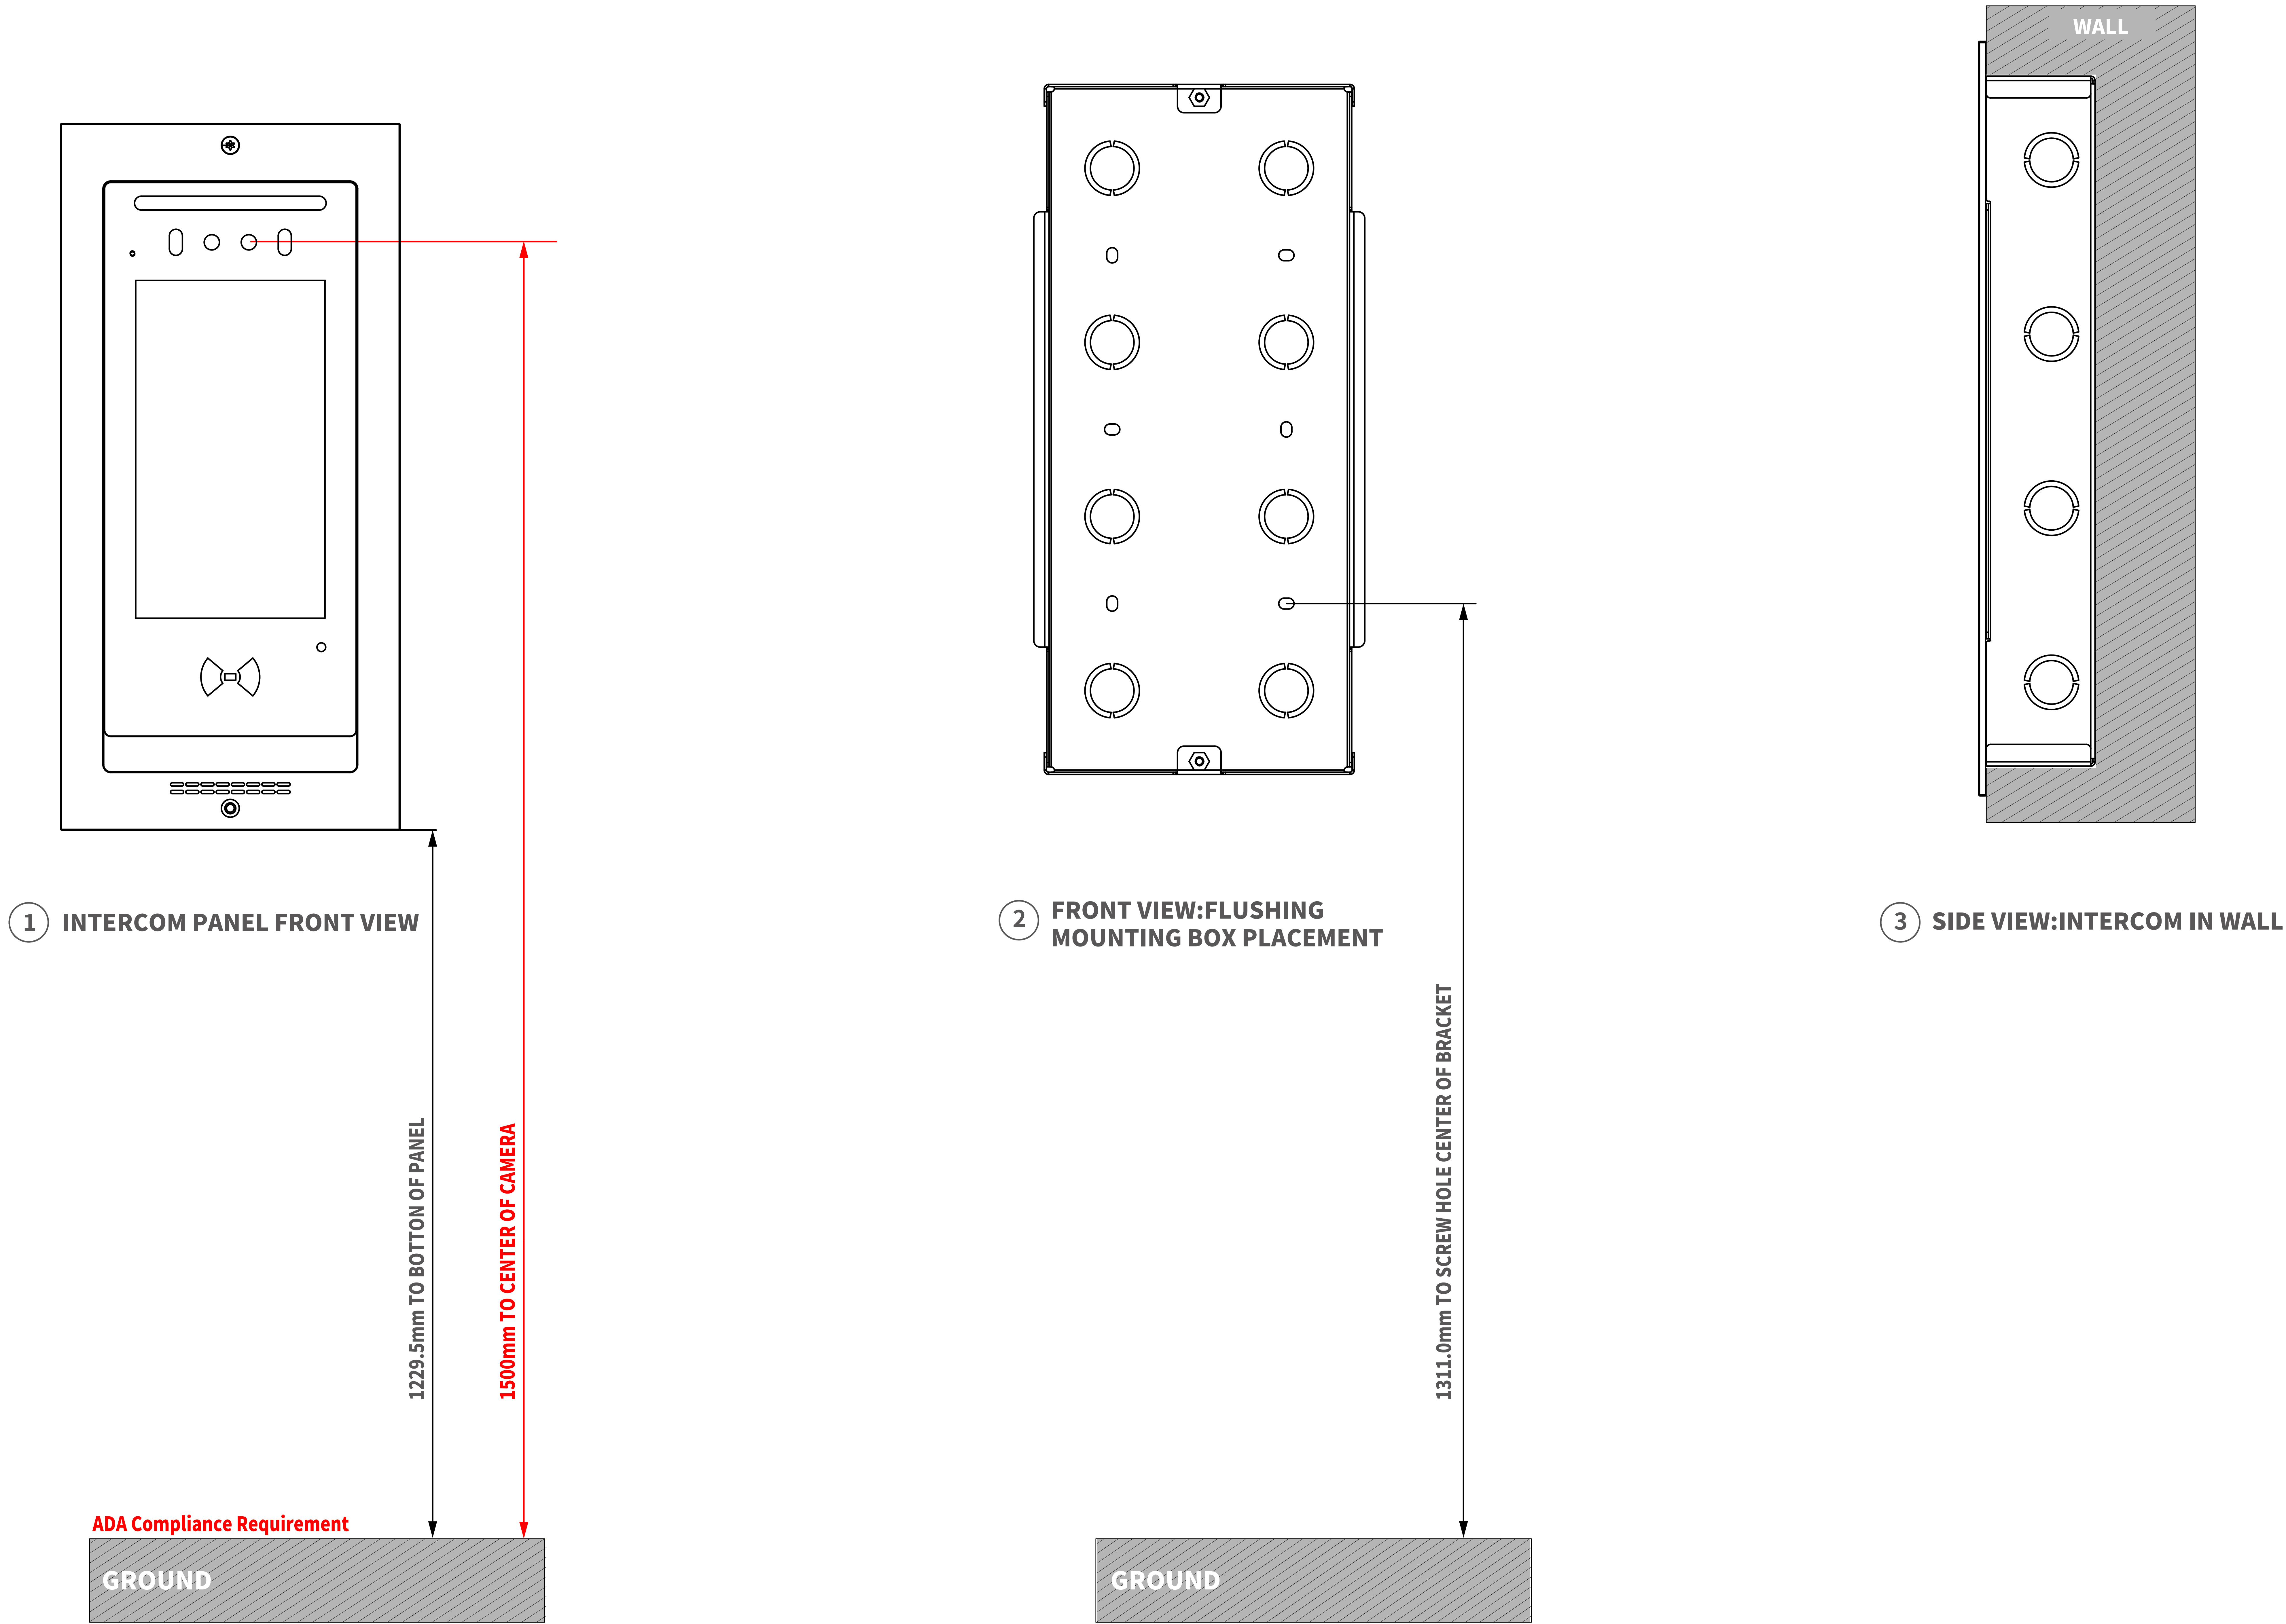 WALL
1 INTERCOM PANEL FRONT VIEW
2 FRONT VIEW:FLUSHING
MOUNTING BOX PLACEMENT
3 SIDE VIEW:INTERCOM IN WALL
1229.5mm TO BOTTON OF PANEL
1500mm TO CENTER OF CAMERA
1311.0mm TO SCREW HOLE CENTER OF BRACKET
ADA Compliance Requirement
GROUND
GROUND